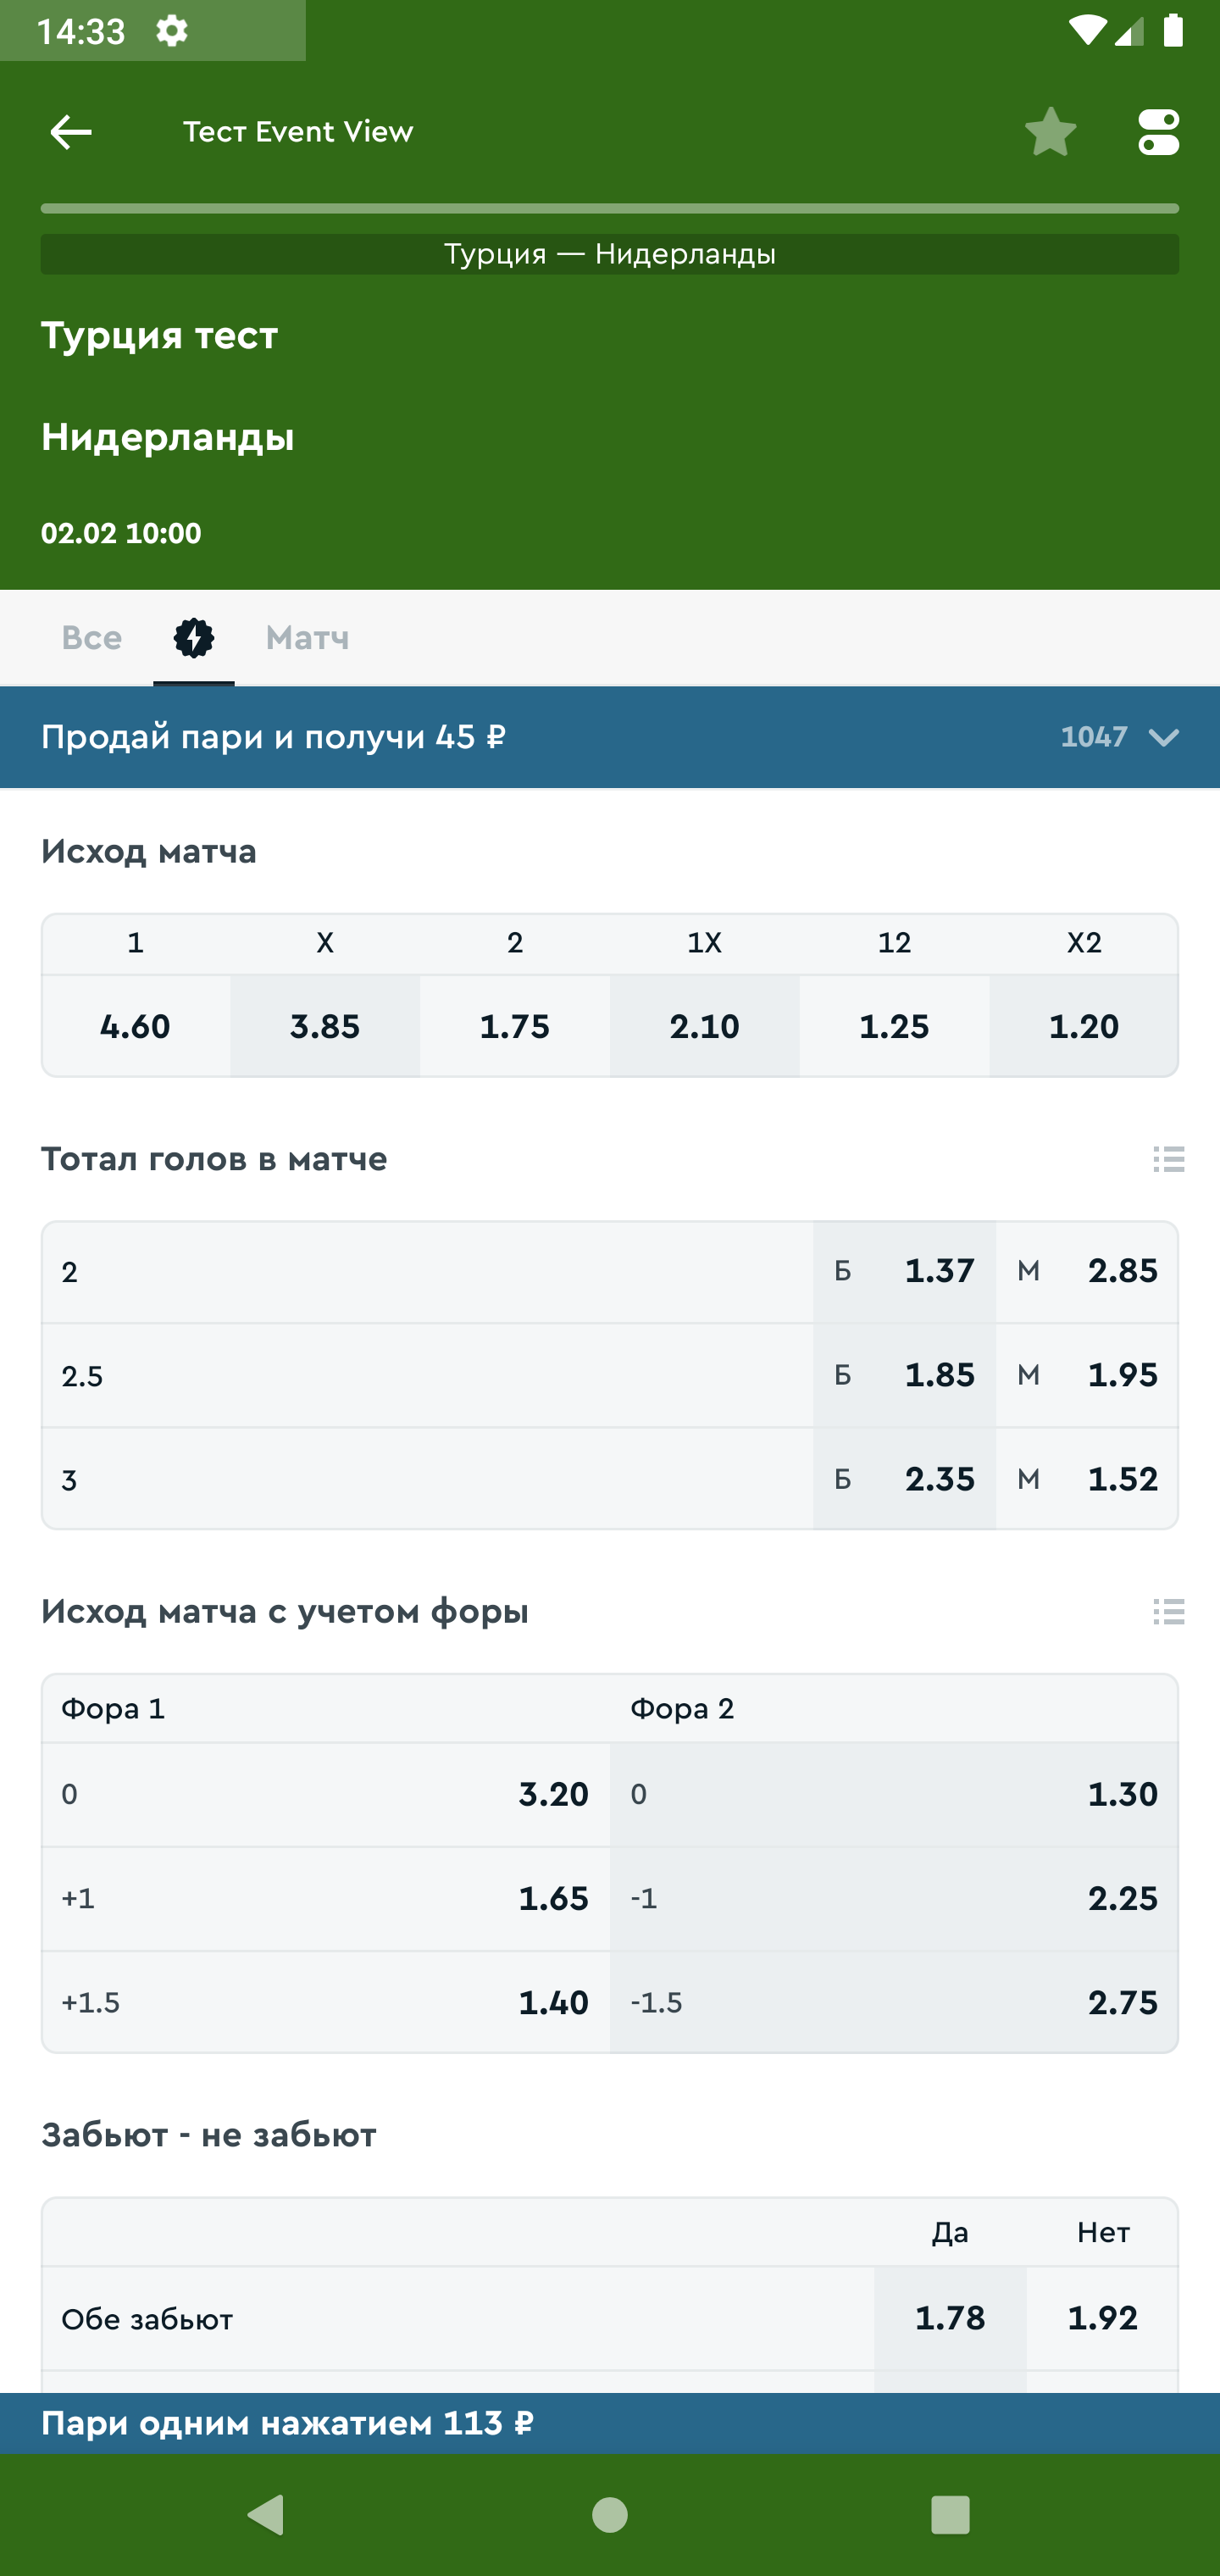 14:33
Тест Event View
Турция — Нидерланды
Турция тест
Нидерланды
02.02 10:00
Все Матч
Продай пари и получи 45 ₽ 1047
Исход матча
1 X 2 1X 12 X2
4.60 3.85 1.75 2.10 1.25 1.20
Тотал голов в матче
2 Б 1.37 М 2.85
2.5 Б 1.85 М 1.95
3 Б 2.35 М 1.52
Исход матча с учетом форы
Фора 1 Фора 2
0 3.20 0 1.30
+1 1.65 -1 2.25
+1.5 1.40 -1.5 2.75
Забьют - не забьют
Да Нет
Обе забьют 1.78 1.92
Пари одним нажатием 113 ₽